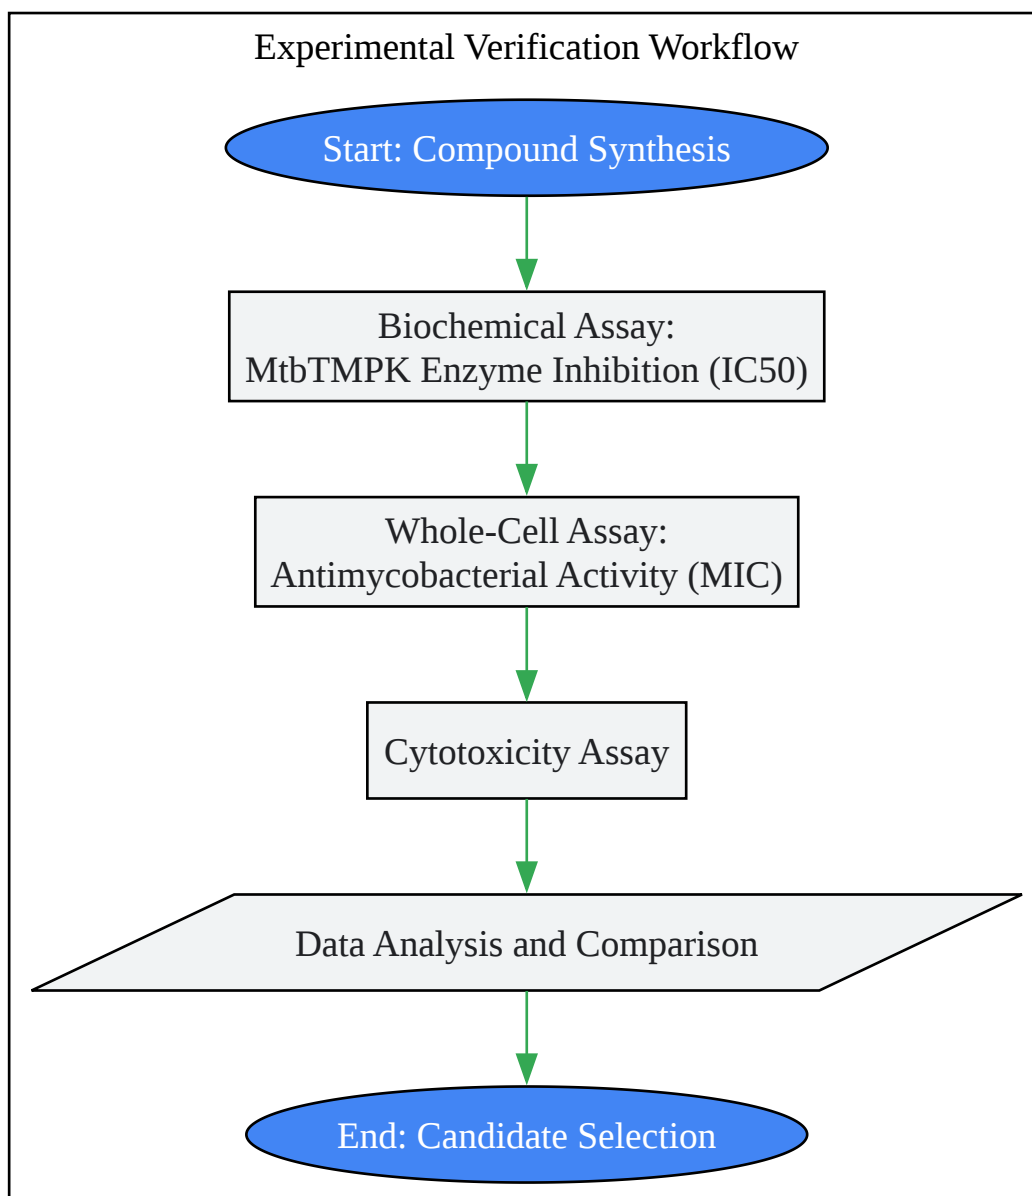 Experimental Verification Workflow
Start: Compound Synthesis
Biochemical Assay:
MtbTMPK Enzyme Inhibition (IC50)
Whole-Cell Assay:
Antimycobacterial Activity (MIC)
Cytotoxicity Assay
Data Analysis and Comparison
End: Candidate Selection